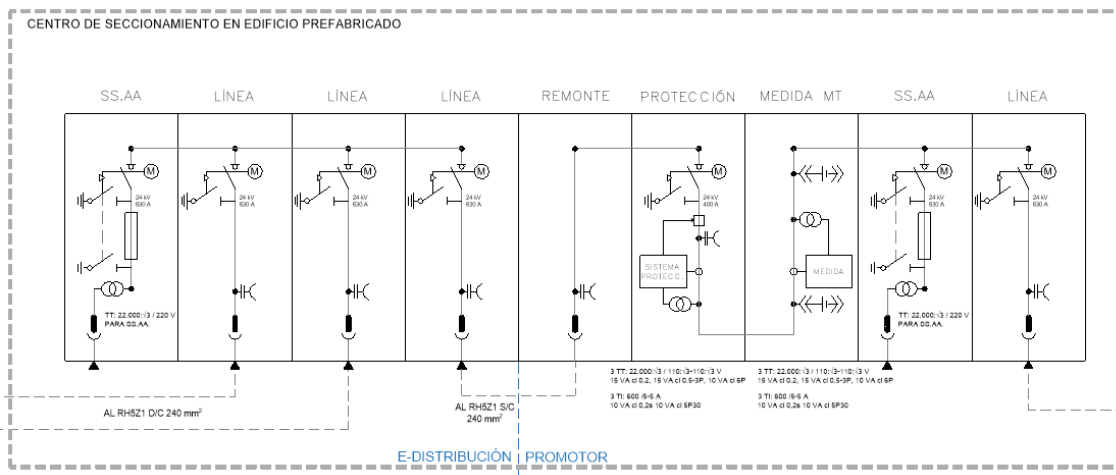 CENTRO DE SECCIONAMIENTO EN EDIFICIO PREFABRICADO
SS.AA
LÍNEA
LÍNEA
LÍNEA
REMONTE
PROTECCIÓN
MEDIDA MT
SS.AA
LÍNEA
M
M
M
M
M
M
M
24 kV
630 A
24 kV
630 A
24 kV
630 A
24 kV
630 A
24 kV
400 A
24 kV
630 A
24 kV
630 A
SISTEMA
PROTECC.
MEDIDA
TT: 22.000:√3 / 220 V
PARA SS.AA.
TT: 22.000:√3 / 220 V
PARA SS.AA.
3 TT: 22.000:√3 / 110:√3-110:√3 V
15 VA cl 0.2, 15 VA cl 0.5-3P, 10 VA cl 6P
3 TI: 600 /5-5 A
10 VA cl 0,2s 10 VA cl 5P30
3 TT: 22.000:√3 / 110:√3-110:√3 V
15 VA cl 0.2, 15 VA cl 0.5-3P, 10 VA cl 6P
3 TI: 600 /5-5 A
10 VA cl 0,2s 10 VA cl 5P30
AL RH5Z1 D/C 240 mm²
AL RH5Z1 S/C
240 mm²
E-DISTRIBUCIÓN
PROMOTOR